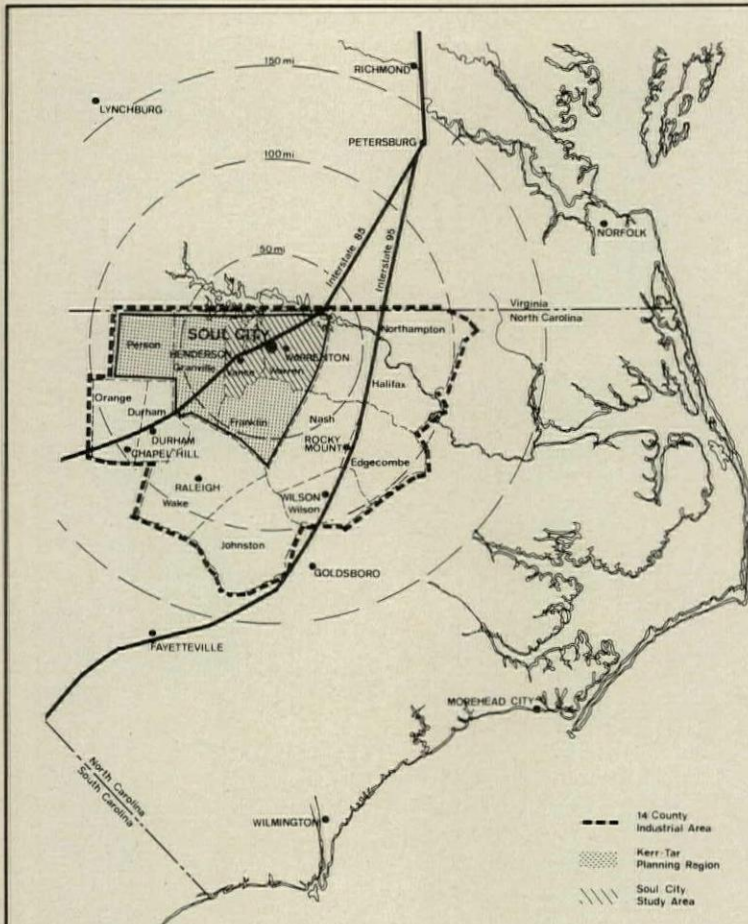 150 mi
RICHMOND
LYNCHBURG
PETERSBURG
100 mi
Interstate 85
Interstate 95
50 mi
NORFOLK
Virginia
North Carolina
Northampton
SOUL CITY
Person
HENDERSON
WARRENTON
Granville
Vance
Warren
Halifax
Orange
Durham
Franklin
Nash
DURHAM
CHAPEL HILL
ROCKY
MOUNT
Edgecombe
RALEIGH
Wake
WILSON
Wilson
Johnston
GOLDSBORO
FAYETTEVILLE
MOREHEAD CITY
North Carolina
South Carolina
WILMINGTON
14 County
Industrial Area
Kerr-Tar
Planning Region
Soul City
Study Area